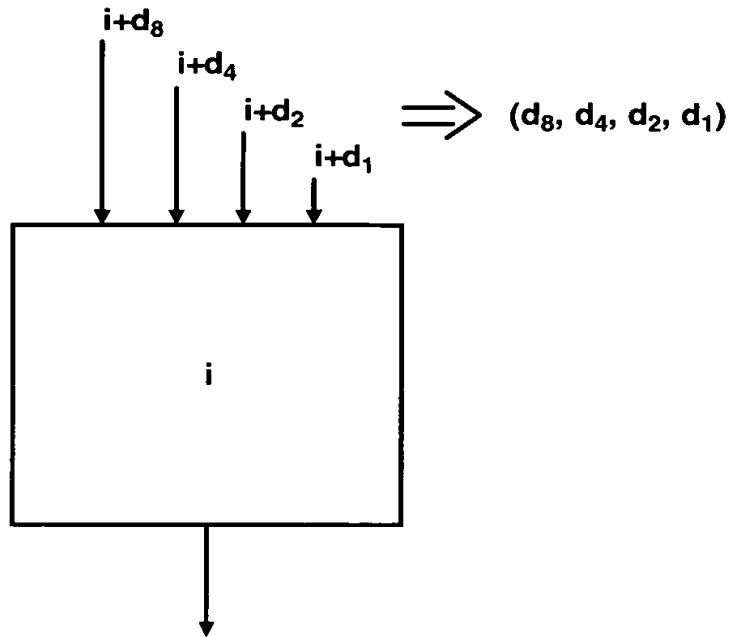 i+d₈
i+d₄
i+d₂
i+d₁
(d₈, d₄, d₂, d₁)
i